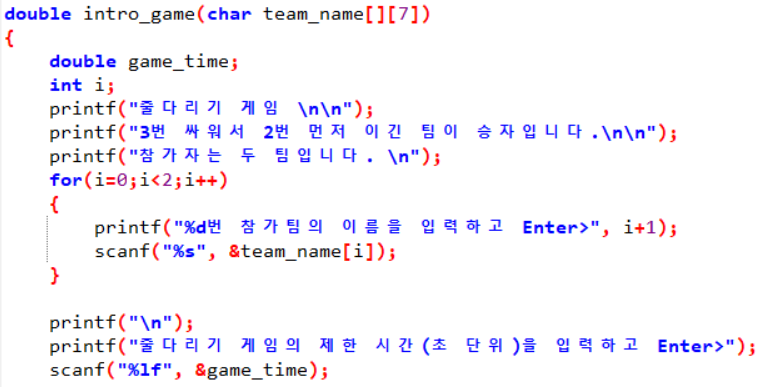 double intro_game(char team_name[][7])
{
    double game_time;
    int i;
    printf("줄다리기 게임 \n\n");
    printf("3번 싸워서 2번 먼저 이긴 팀이 승자입니다.\n\n");
    printf("참가자는 두 팀입니다. \n");
    for(i=0;i<2;i++)
    {
        printf("%d번 참가팀의 이름을 입력하고 Enter>", i+1);
        scanf("%s", &team_name[i]);
    }

    printf("\n");
    printf("줄다리기 게임의 제한 시간(초 단위)을 입력하고 Enter>");
    scanf("%lf", &game_time);